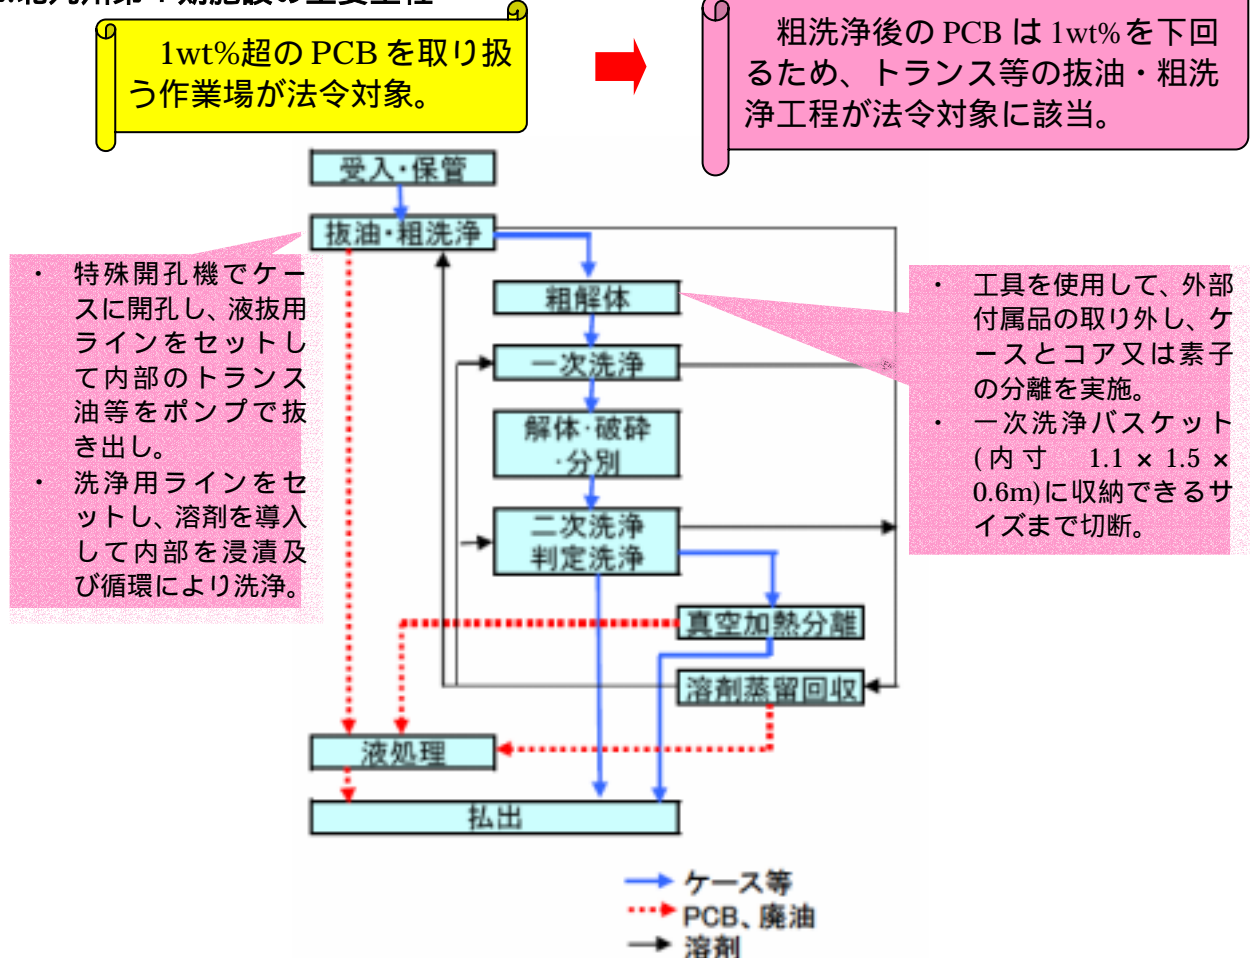 1wt%超の PCB を取り扱
う作業場が法令対象。
粗洗浄後の PCB は 1wt%を下回
るため、トランス等の抜油・粗洗
浄工程が法令対象に該当。
受入・保管
抜油・粗洗浄
・ 特殊開孔機でケー
スに開孔し、液抜用
ラインをセットし
て内部のトランス
油等をポンプで抜
き出し。
・ 洗浄用ラインをセ
ットし、溶剤を導入
して内部を浸漬及
び循環により洗浄。
粗解体
一次洗浄
解体・破砕
・分別
二次洗浄
判定洗浄
・ 工具を使用して、外部
付属品の取り外し、ケ
ースとコア又は素子
の分離を実施。
・ 一次洗浄バスケット
(内寸 1.1 × 1.5 ×
0.6m)に収納できるサ
イズまで切断。
真空加熱分離
溶剤蒸留回収
液処理
払出
ケース等
PCB、廃油
溶剤